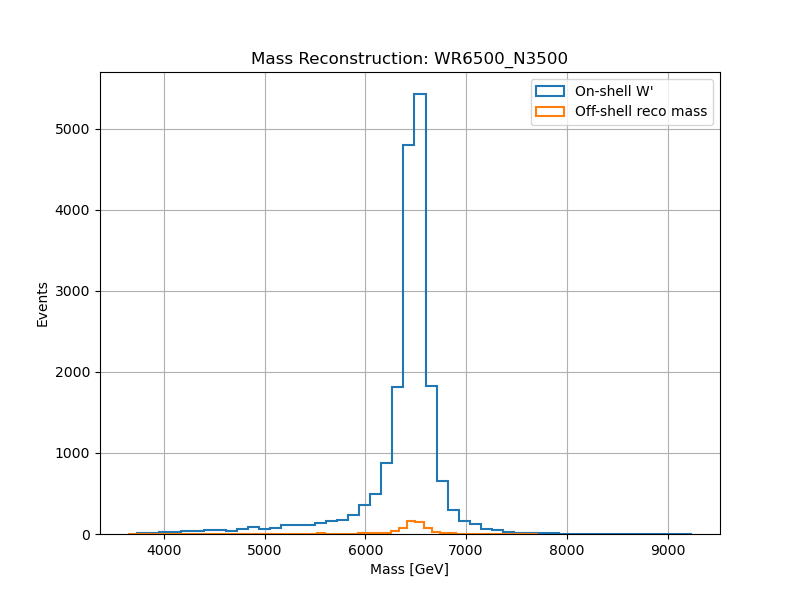 Mass Reconstruction: WR6500_N3500
On-shell W'
Off-shell reco mass
5000
4000
3000
2000
1000
0
Events
4000 5000 6000 7000 8000 9000
Mass [GeV]